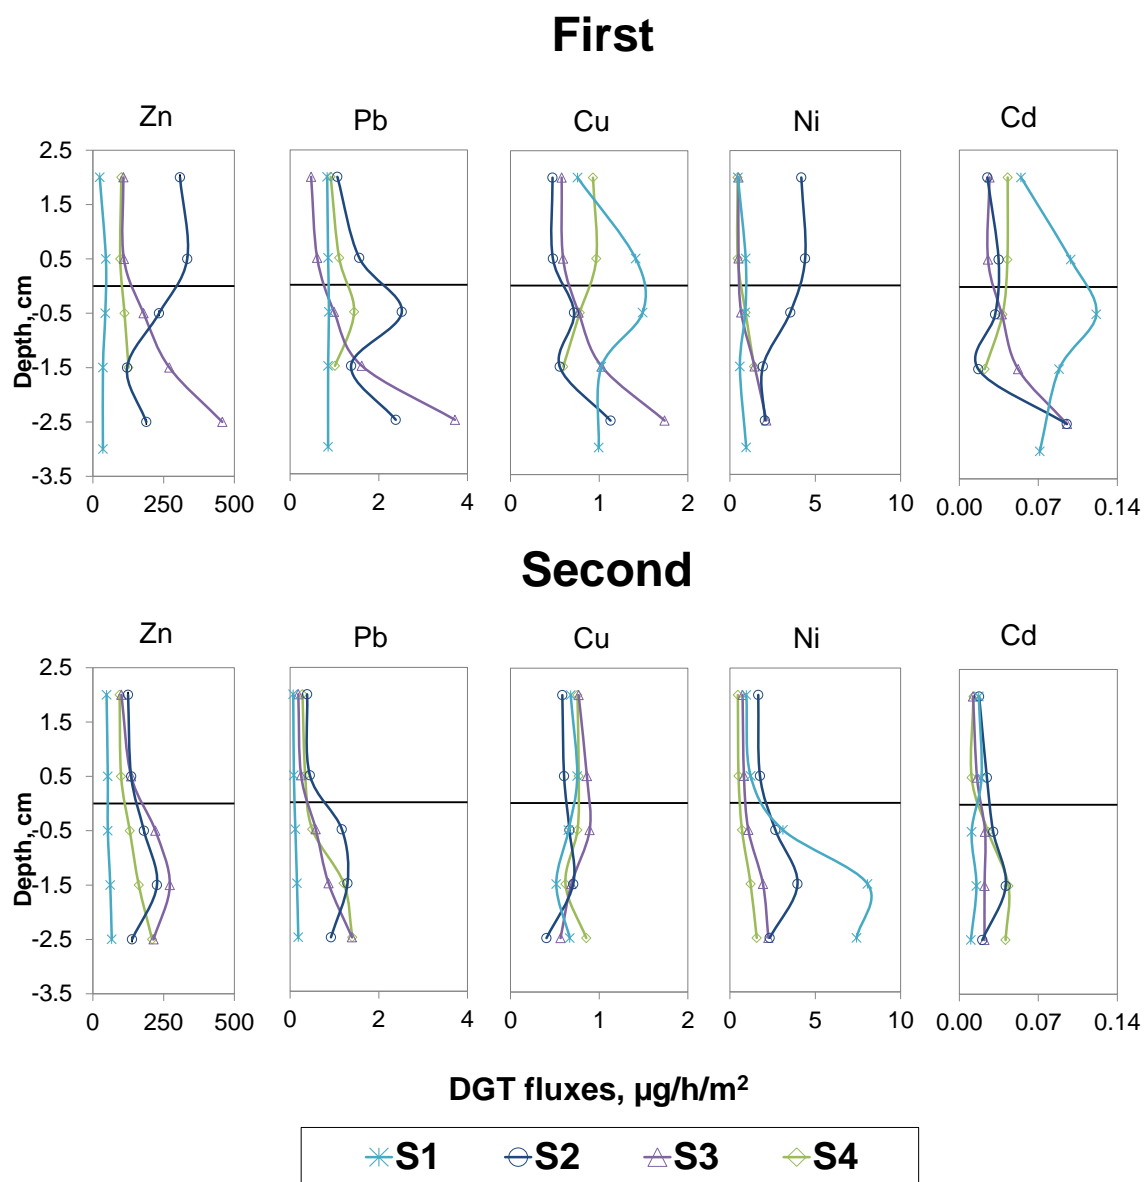 First
Zn Pb Cu Ni Cd
2.5
1.5
0.5
-0.5
-1.5
-2.5
-3.5
Depth, cm
0 250 500 0 2 4 0 1 2 0 5 10 0.00 0.07 0.14
Second
Zn Pb Cu Ni Cd
2.5
1.5
0.5
-0.5
-1.5
-2.5
-3.5
Depth, cm
0 250 500 0 2 4 0 1 2 0 5 10 0.00 0.07 0.14
DGT fluxes, µg/h/m²
S1 S2 S3 S4